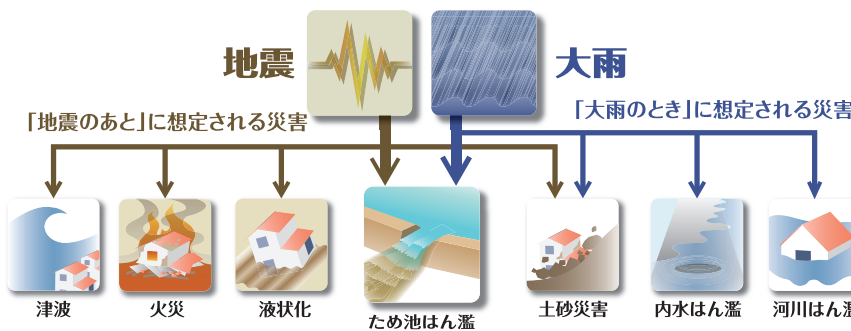 地震
大雨
「地震のあと」に想定される災害
「大雨のとき」に想定される災害
津波
火災
液状化
ため池はん濫
土砂災害
内水はん濫
河川はん濫